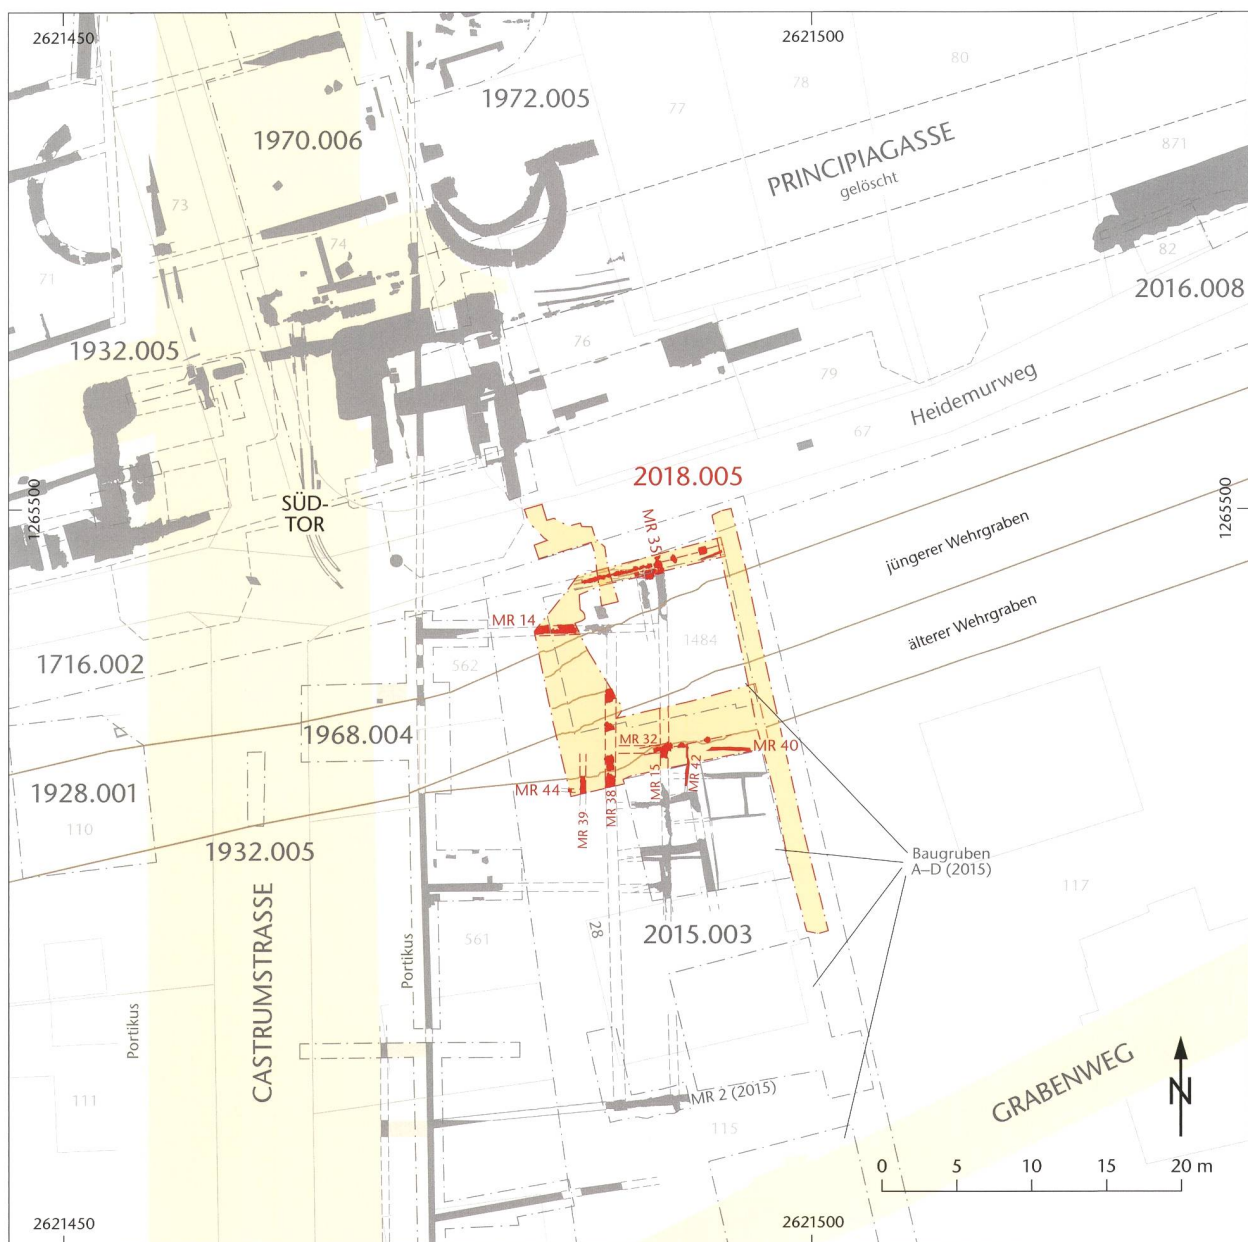 2621450
2621500
80
78
1972.005
77
1970.006
871
PRINCIPIAGASSE
gelöscht
73
74
82
71
2016.008
76
1932.005
79
Heidemurweg
67
2018.005
1265500
1265500
SÜD-
TOR
MR 35
jüngerer Wehrgraben
älterer Wehrgraben
MR 14
1484
1716.002
562
1968.004
MR 32
MR 40
MR 15
MR 42
1928.001
MR 44
MR 38
MR 39
110
1932.005
Baugruben
A–D (2015)
117
CASTRUMSTRASSE
28
2015.003
561
Portikus
Portikus
GRABENWEG
N
111
MR 2 (2015)
115
0 5 10 15 20 m
2621450
2621500